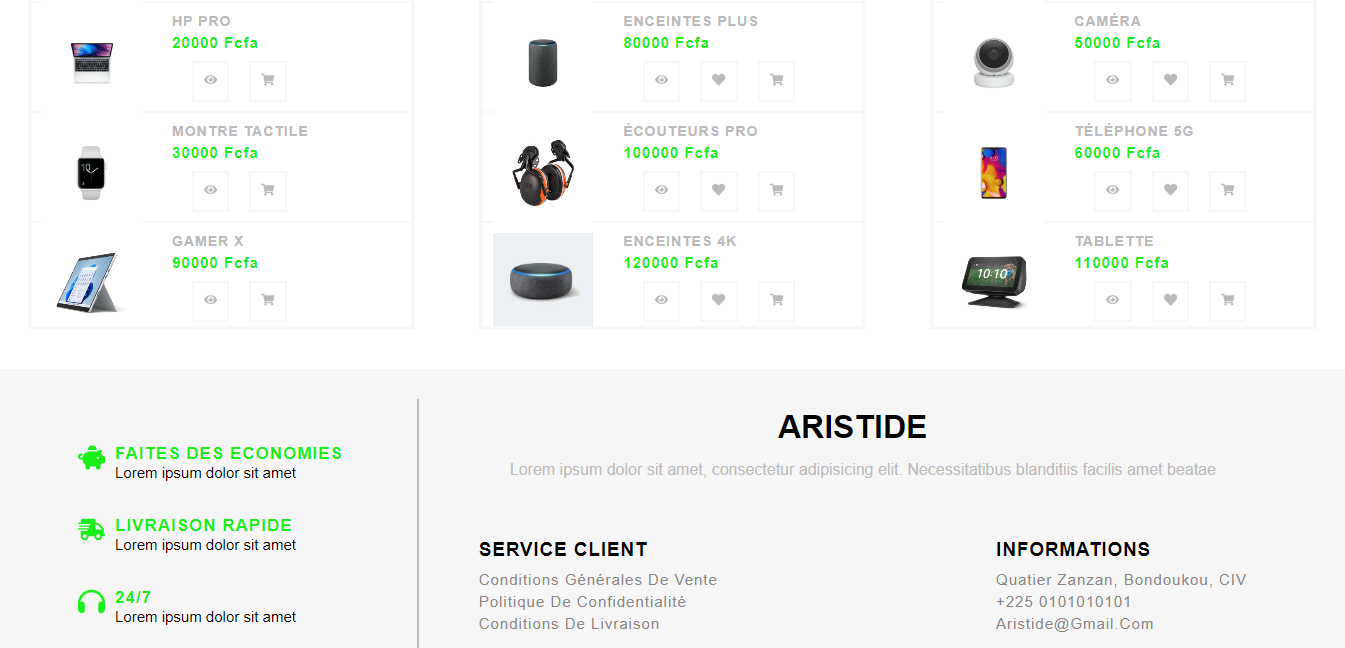 HP PRO
20000 Fcfa
MONTRE TACTILE
30000 Fcfa
GAMER X
90000 Fcfa
ENCEINTES PLUS
80000 Fcfa
ÉCOUTEURS PRO
100000 Fcfa
ENCEINTES 4K
120000 Fcfa
CAMÉRA
50000 Fcfa
TÉLÉPHONE 5G
60000 Fcfa
TABLETTE
110000 Fcfa
10:10
FAITES DES ECONOMIES
Lorem ipsum dolor sit amet
LIVRAISON RAPIDE
Lorem ipsum dolor sit amet
24/7
Lorem ipsum dolor sit amet
ARISTIDE
Lorem ipsum dolor sit amet, consectetur adipisicing elit. Necessitatibus blanditiis facilis amet beatae
SERVICE CLIENT
Conditions Générales De Vente
Politique De Confidentialité
Conditions De Livraison
INFORMATIONS
Quatier Zanzan, Bondoukou, CIV
+225 0101010101
Aristide@Gmail.Com